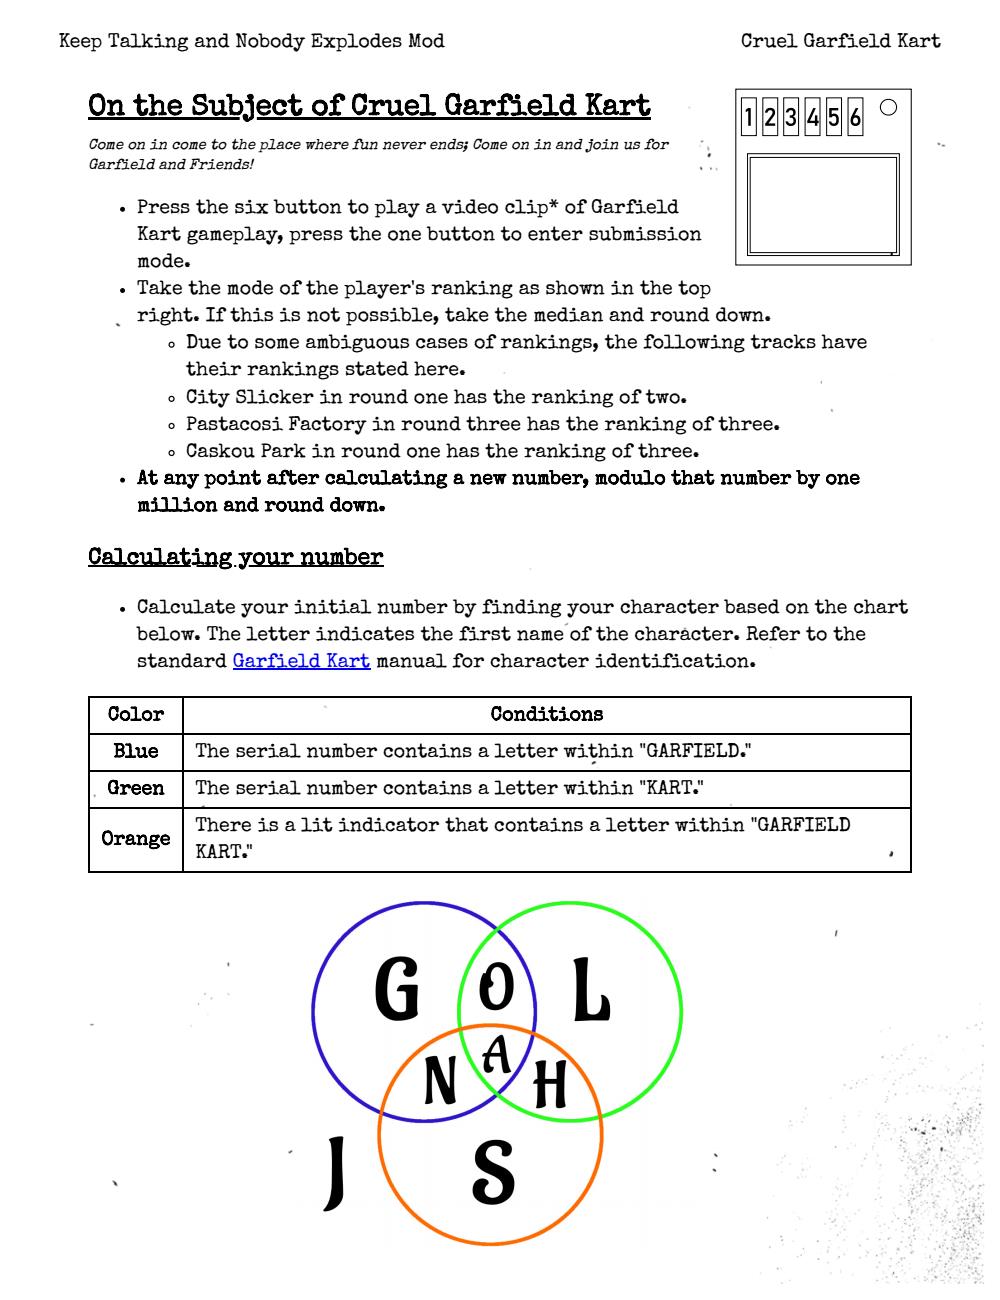 Keep Talking and Nobody Explodes Mod
Cruel Garfield Kart
On the Subject of Cruel Garfield Kart
1 2 3 4 5 6
Come on in come to the place where fun never ends; Come on in and join us for
Garfield and Friends!
• Press the six button to play a video clip* of Garfield
Kart gameplay, press the one button to enter submission
mode.
• Take the mode of the player's ranking as shown in the top
right. If this is not possible, take the median and round down.
◦ Due to some ambiguous cases of rankings, the following tracks have
their rankings stated here.
◦ City Slicker in round one has the ranking of two.
◦ Pastacosi Factory in round three has the ranking of three.
◦ Caskou Park in round one has the ranking of three.
• At any point after calculating a new number, modulo that number by one
million and round down.
Calculating your number
• Calculate your initial number by finding your character based on the chart
below. The letter indicates the first name of the character. Refer to the
standard Garfield Kart manual for character identification.
Color Conditions
Blue The serial number contains a letter within "GARFIELD."
Green The serial number contains a letter within "KART."
Orange There is a lit indicator that contains a letter within "GARFIELD
KART."
G O L
N A H
J S